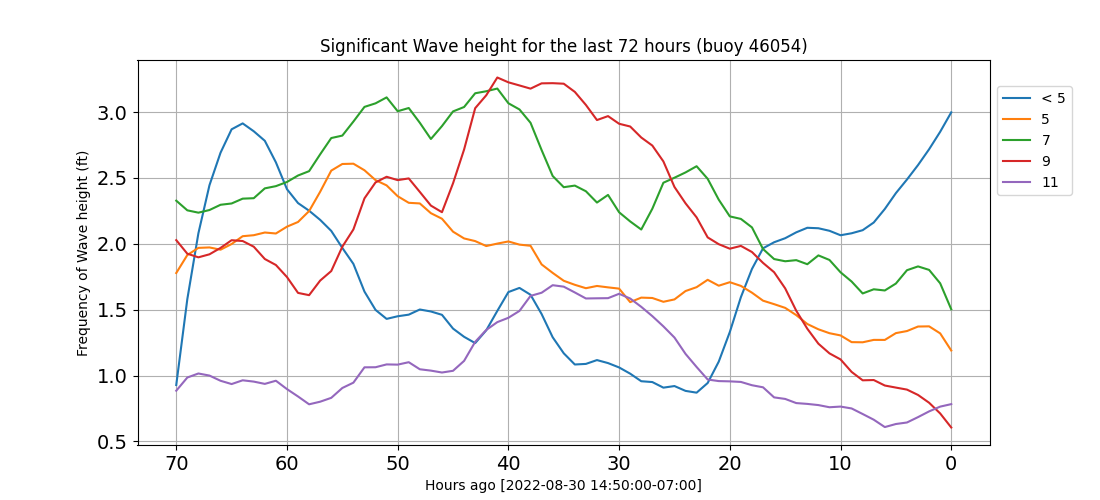 Significant Wave height for the last 72 hours (buoy 46054)
Frequency of Wave height (ft)
3.0
2.5
2.0
1.5
1.0
0.5
70 60 50 40 30 20 10 0
Hours ago [2022-08-30 14:50:00-07:00]
< 5
5
7
9
11